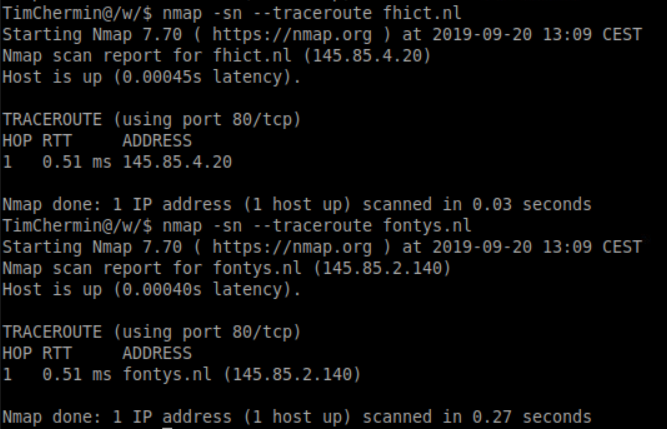 TimChermin@/w/$ nmap -sn --traceroute fhict.nl
Starting Nmap 7.70 ( https://nmap.org ) at 2019-09-20 13:09 CEST
Nmap scan report for fhict.nl (145.85.4.20)
Host is up (0.00045s latency).
TRACEROUTE (using port 80/tcp)
HOP RTT     ADDRESS
1   0.51 ms 145.85.4.20
Nmap done: 1 IP address (1 host up) scanned in 0.03 seconds
TimChermin@/w/$ nmap -sn --traceroute fontys.nl
Starting Nmap 7.70 ( https://nmap.org ) at 2019-09-20 13:09 CEST
Nmap scan report for fontys.nl (145.85.2.140)
Host is up (0.00040s latency).
TRACEROUTE (using port 80/tcp)
HOP RTT     ADDRESS
1   0.51 ms fontys.nl (145.85.2.140)
Nmap done: 1 IP address (1 host up) scanned in 0.27 seconds